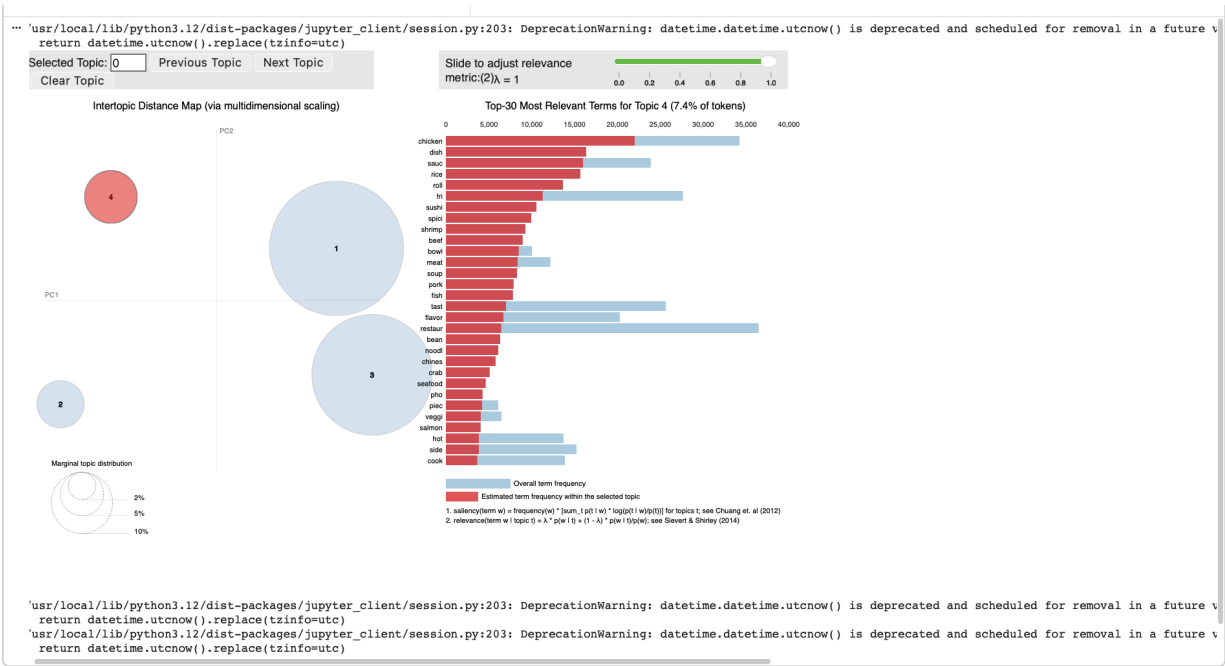 ... 'usr/local/lib/python3.12/dist-packages/jupyter_client/session.py:203: DeprecationWarning: datetime.datetime.utcnow() is deprecated and scheduled for removal in a future v
return datetime.utcnow().replace(tzinfo=utc)
Selected Topic: 0 Previous Topic Next Topic
Clear Topic
Slide to adjust relevance
metric:(2)λ = 1
0.0 0.2 0.4 0.6 0.8 1.0
Intertopic Distance Map (via multidimensional scaling)
PC2
PC1
4
1
3
2
Marginal topic distribution
2%
5%
10%
Top-30 Most Relevant Terms for Topic 4 (7.4% of tokens)
0 5,000 10,000 15,000 20,000 25,000 30,000 35,000 40,000
chicken
dish
sauc
rice
roll
fri
sushi
spici
shrimp
beef
bowl
meat
soup
pork
fish
tast
flavor
restaur
bean
noodl
chines
crab
seafood
pho
piec
veggi
salmon
hot
side
cook
Overall term frequency
Estimated term frequency within the selected topic
1. saliency(term w) = frequency(w) * [sum_t p(t | w) * log(p(t | w)/p(t))] for topics t; see Chuang et. al (2012)
2. relevance(term w | topic t) = λ * p(w | t) + (1 - λ) * p(w | t)/p(w); see Sievert & Shirley (2014)
'usr/local/lib/python3.12/dist-packages/jupyter_client/session.py:203: DeprecationWarning: datetime.datetime.utcnow() is deprecated and scheduled for removal in a future v
return datetime.utcnow().replace(tzinfo=utc)
'usr/local/lib/python3.12/dist-packages/jupyter_client/session.py:203: DeprecationWarning: datetime.datetime.utcnow() is deprecated and scheduled for removal in a future v
return datetime.utcnow().replace(tzinfo=utc)